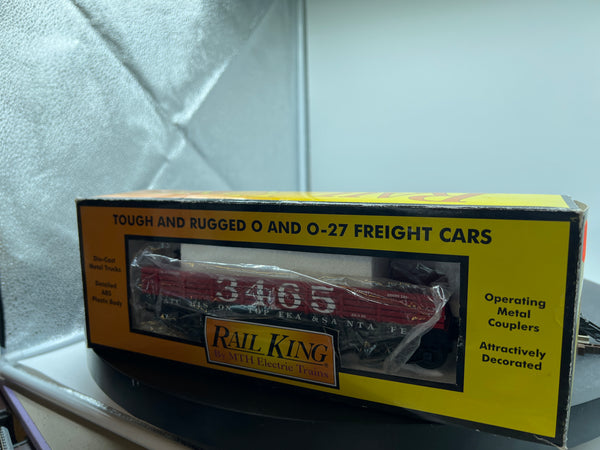 TOUGH AND RUGGED O AND O-27 FREIGHT CARS
Die-Cast
Metal Trucks
Detailed
ABS
Plastic Body
3465
RAIL KING
By MTH Electric Trains
Operating
Metal
Couplers
Attractively
Decorated